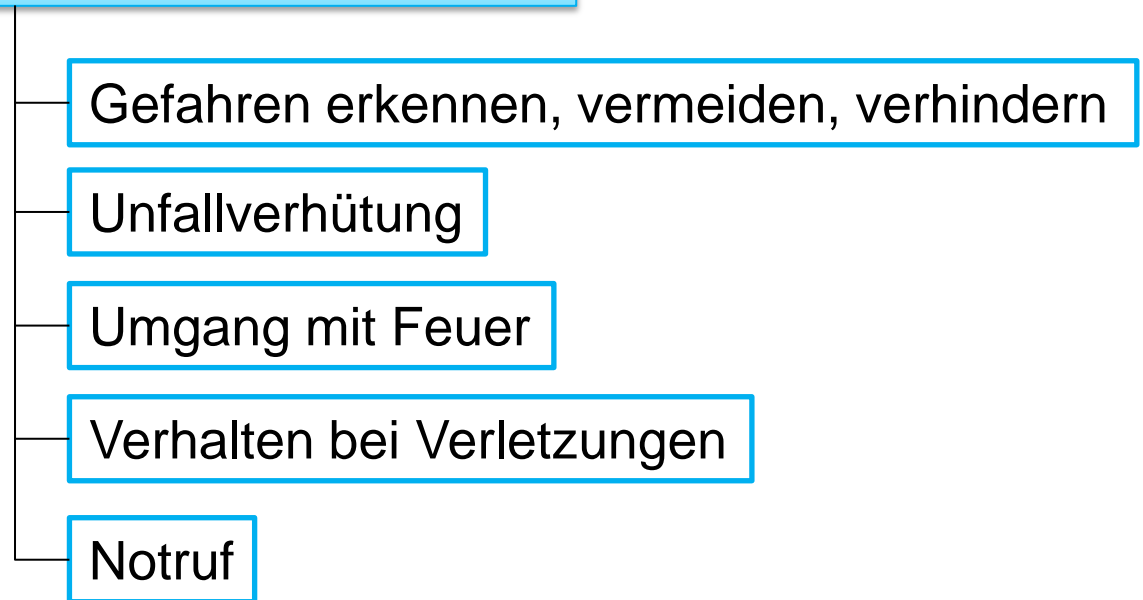 Gefahren erkennen, vermeiden, verhindern
Unfallverhütung
Umgang mit Feuer
Verhalten bei Verletzungen
Notruf